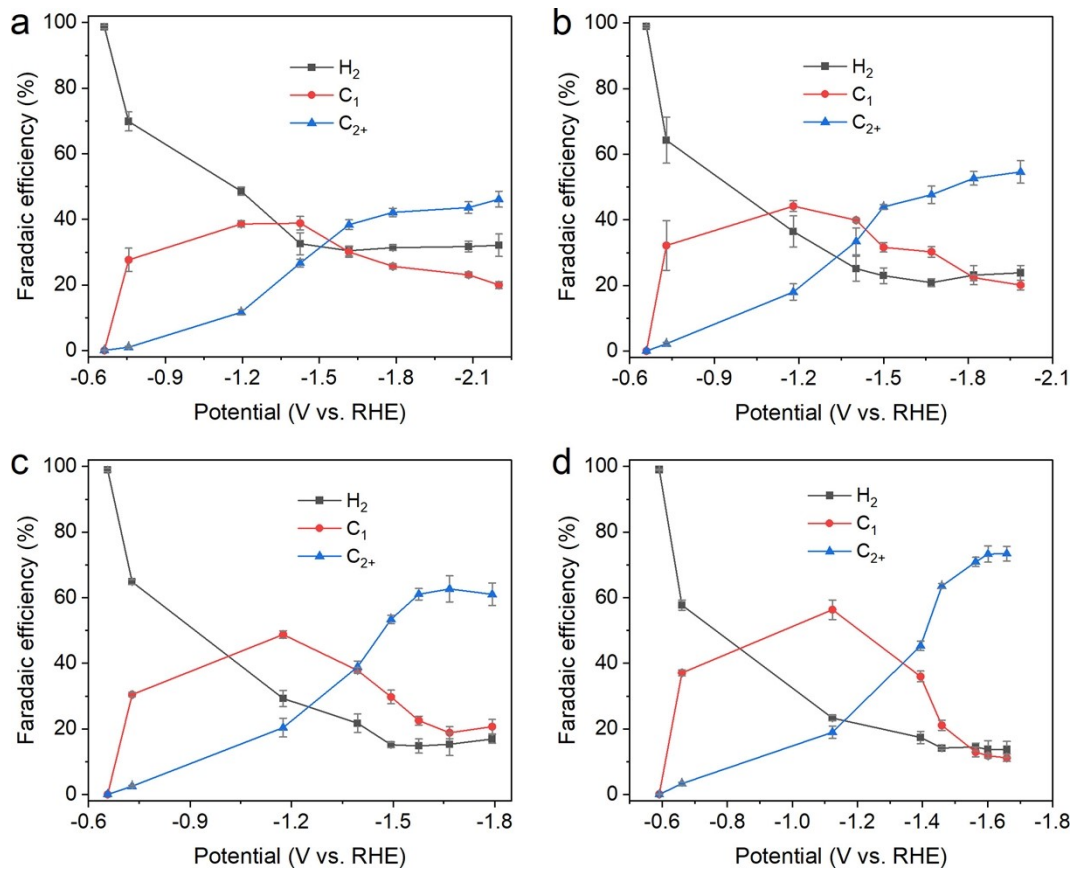 a
100
80
60
40
20
0
Faradaic efficiency (%)
H₂
C₁
C₂₊
-0.6 -0.9 -1.2 -1.5 -1.8 -2.1
Potential (V vs. RHE)
b
100
80
60
40
20
0
Faradaic efficiency (%)
H₂
C₁
C₂₊
-0.6 -0.9 -1.2 -1.5 -1.8 -2.1
Potential (V vs. RHE)
c
100
80
60
40
20
0
Faradaic efficiency (%)
H₂
C₁
C₂₊
-0.6 -0.9 -1.2 -1.5 -1.8
Potential (V vs. RHE)
d
100
80
60
40
20
0
Faradaic efficiency (%)
H₂
C₁
C₂₊
-0.6 -0.8 -1.0 -1.2 -1.4 -1.6 -1.8
Potential (V vs. RHE)